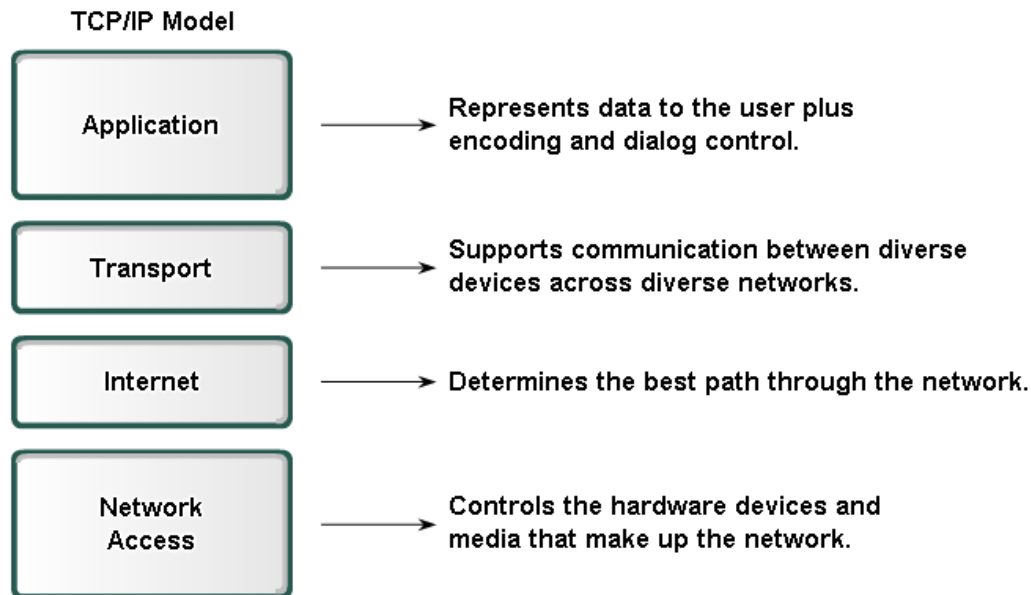 TCP/IP Model
Application
Represents data to the user plus
encoding and dialog control.
Transport
Supports communication between diverse
devices across diverse networks.
Internet
Determines the best path through the network.
Network
Access
Controls the hardware devices and
media that make up the network.